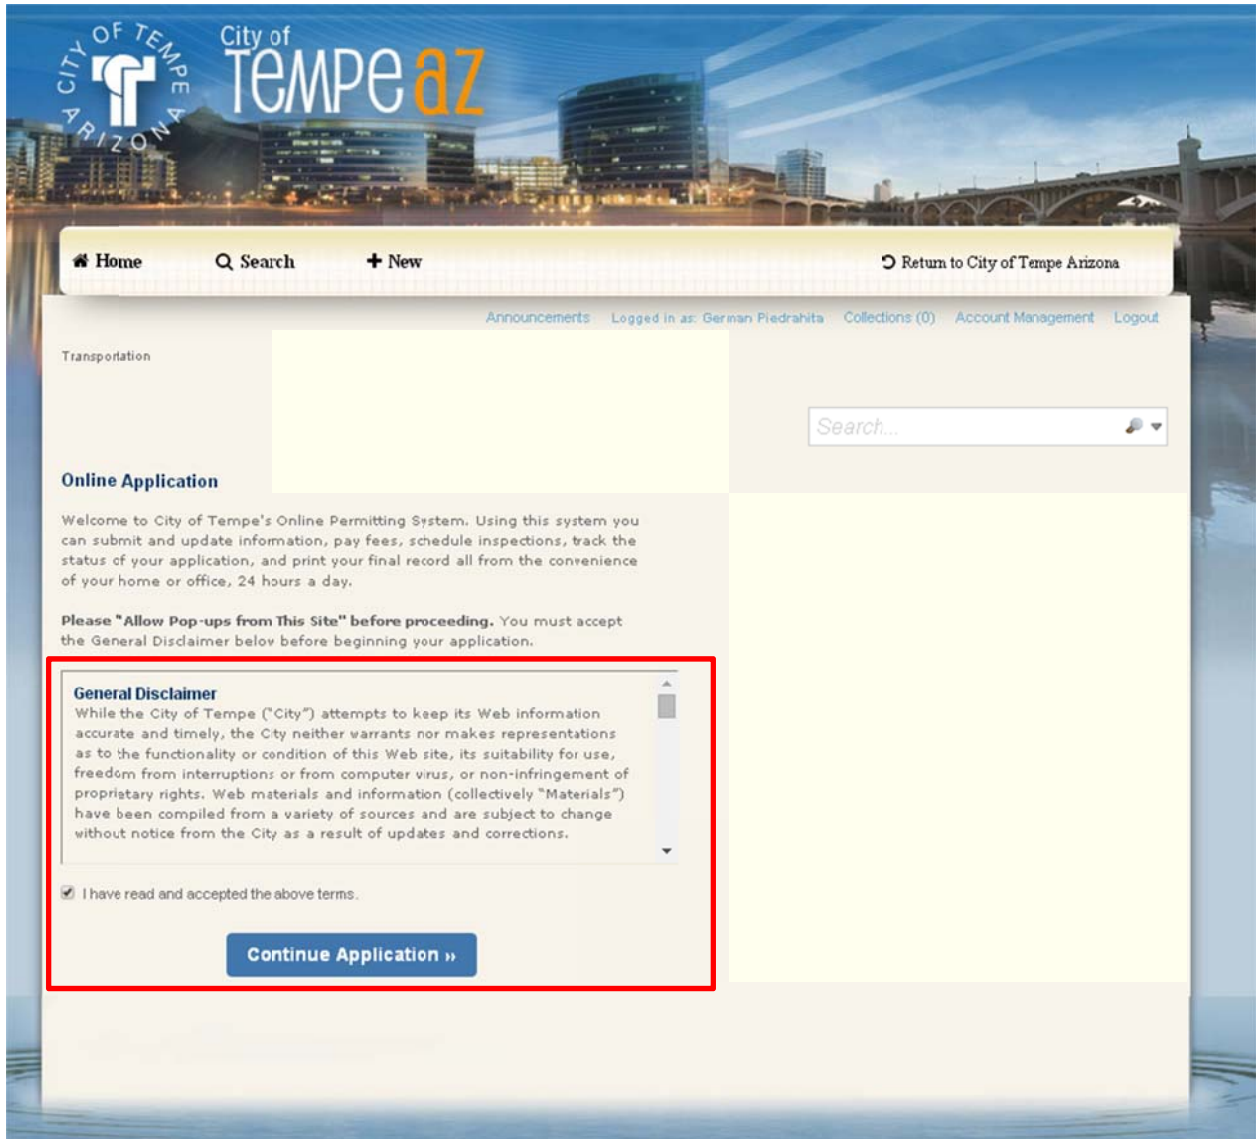 CITY OF TEMPE ARIZONA
City of
Tempe az
Home Search New Return to City of Tempe Arizona
Announcements Logged in as: German Piedrahita Collections (0) Account Management Logout
Transportation
Search...
Online Application
Welcome to City of Tempe's Online Permitting System. Using this system you
can submit and update information, pay fees, schedule inspections, track the
status of your application, and print your final record all from the convenience
of your home or office, 24 hours a day.
Please "Allow Pop-ups from This Site" before proceeding. You must accept
the General Disclaimer below before beginning your application.
General Disclaimer
While the City of Tempe ("City") attempts to keep its Web information
accurate and timely, the City neither warrants nor makes representations
as to the functionality or condition of this Web site, its suitability for use,
freedom from interruptions or from computer virus, or non-infringement of
proprietary rights. Web materials and information (collectively "Materials")
have been compiled from a variety of sources and are subject to change
without notice from the City as a result of updates and corrections.
I have read and accepted the above terms.
Continue Application »